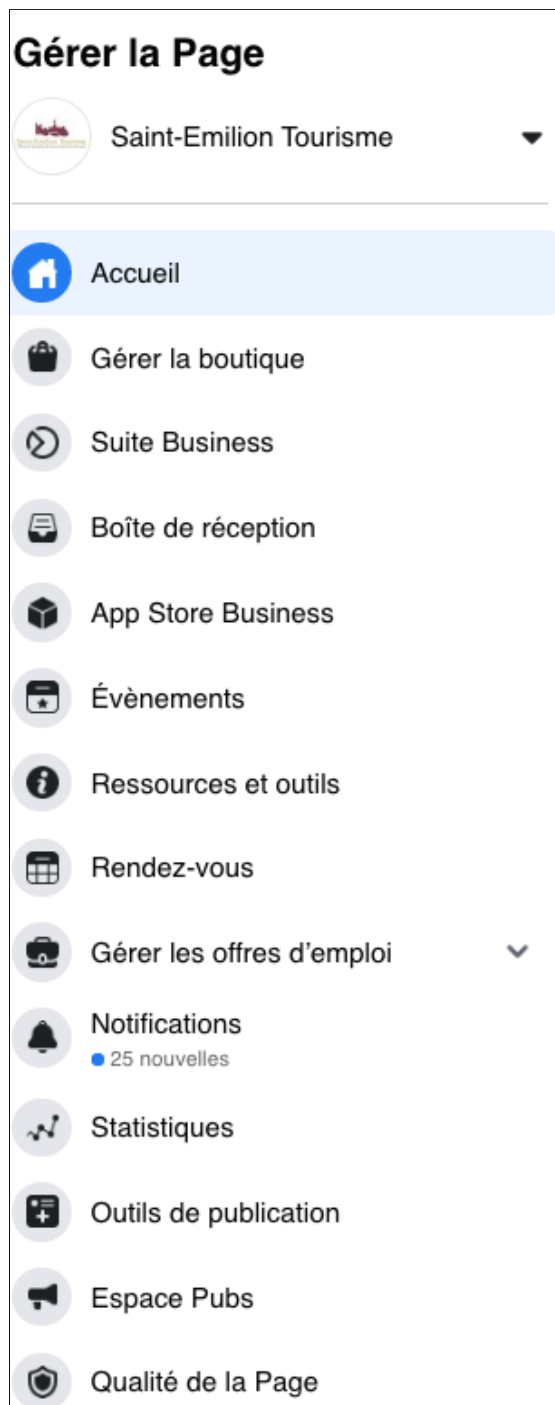 Gérer la Page
Saint-Emilion Tourisme
Accueil
Gérer la boutique
Suite Business
Boîte de réception
App Store Business
Évènements
Ressources et outils
Rendez-vous
Gérer les offres d’emploi
Notifications
25 nouvelles
Statistiques
Outils de publication
Espace Pubs
Qualité de la Page